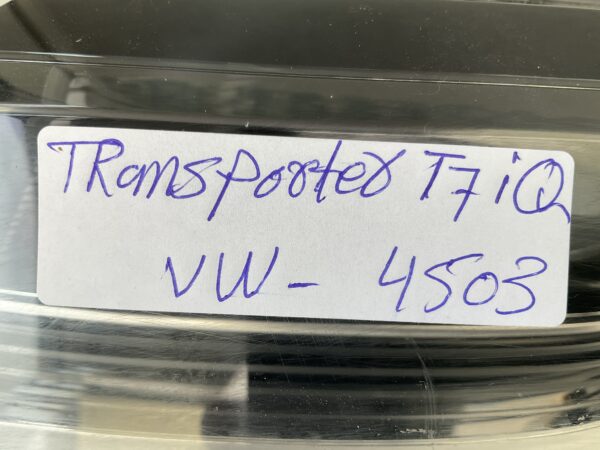 TRansporter T7 iQ
VW- 4503